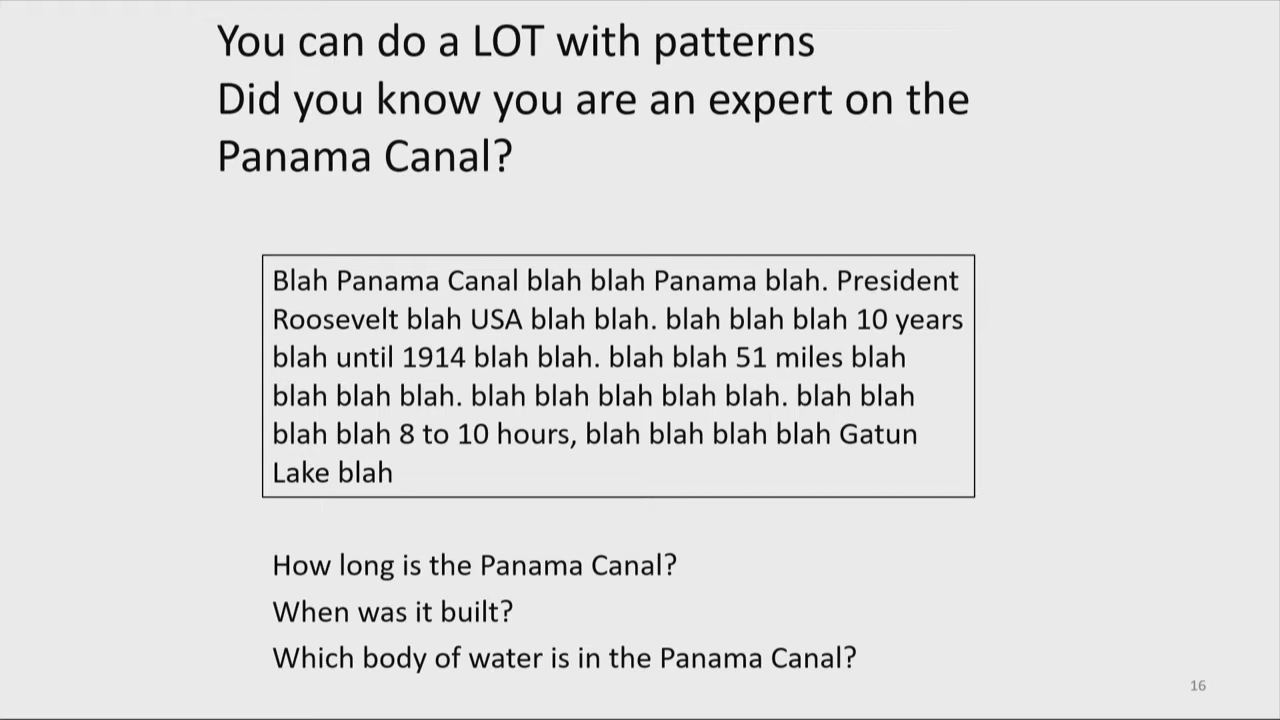 You can do a LOT with patterns
Did you know you are an expert on the
Panama Canal?
Blah Panama Canal blah blah Panama blah. President
Roosevelt blah USA blah blah. blah blah blah 10 years
blah until 1914 blah blah. blah blah 51 miles blah
blah blah blah. blah blah blah blah blah. blah blah
blah blah 8 to 10 hours, blah blah blah blah Gatun
Lake blah
How long is the Panama Canal?
When was it built?
Which body of water is in the Panama Canal?
16